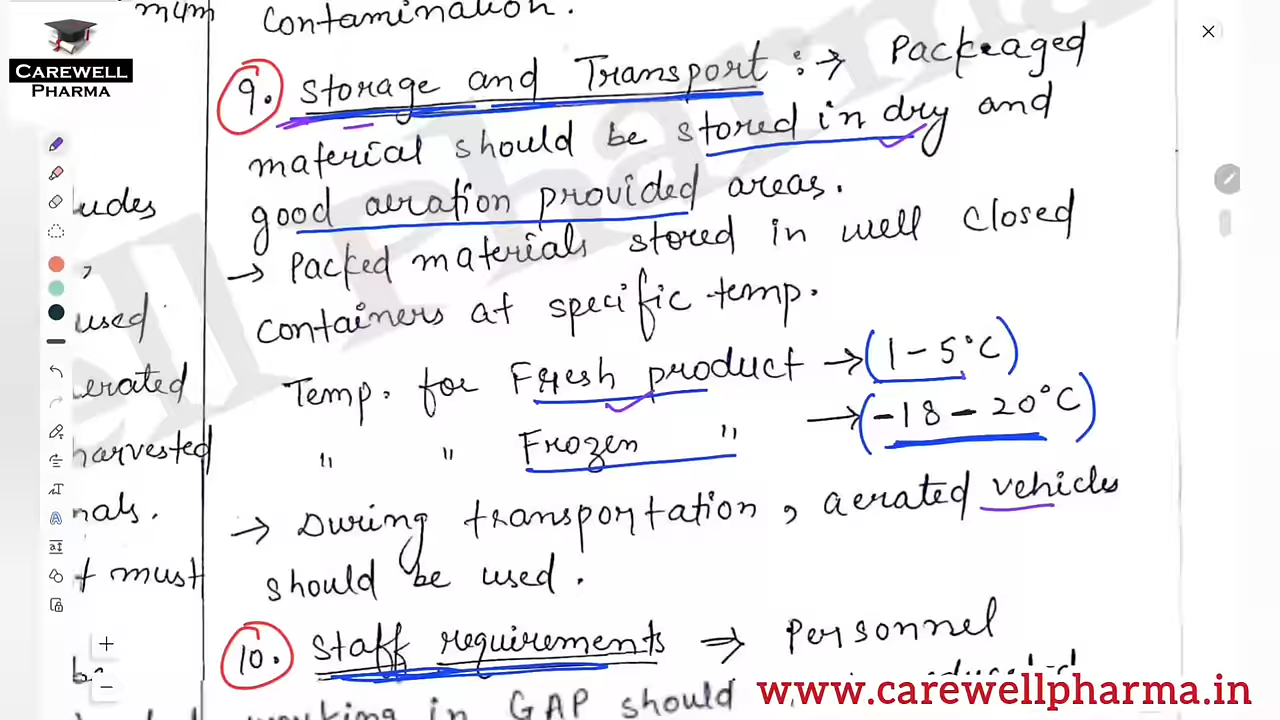 mum
contamination.
CAREWELL
PHARMA
9. Storage and Transport :→ Packeaged
material should be stored in dry and
good aeration provided areas.
→ Packed materials stored in well closed
containers at specific temp.
Temp. for Fresh product → (1 - 5°C)
" " Frozen " → (-18 - 20°C)
→ During transportation, aerated vehicles
should be used.
10. Staff requirements ⇒ Personnel
working in GAP should
udes
,
used
erated
harvested
nals.
t must
www.carewellpharma.in